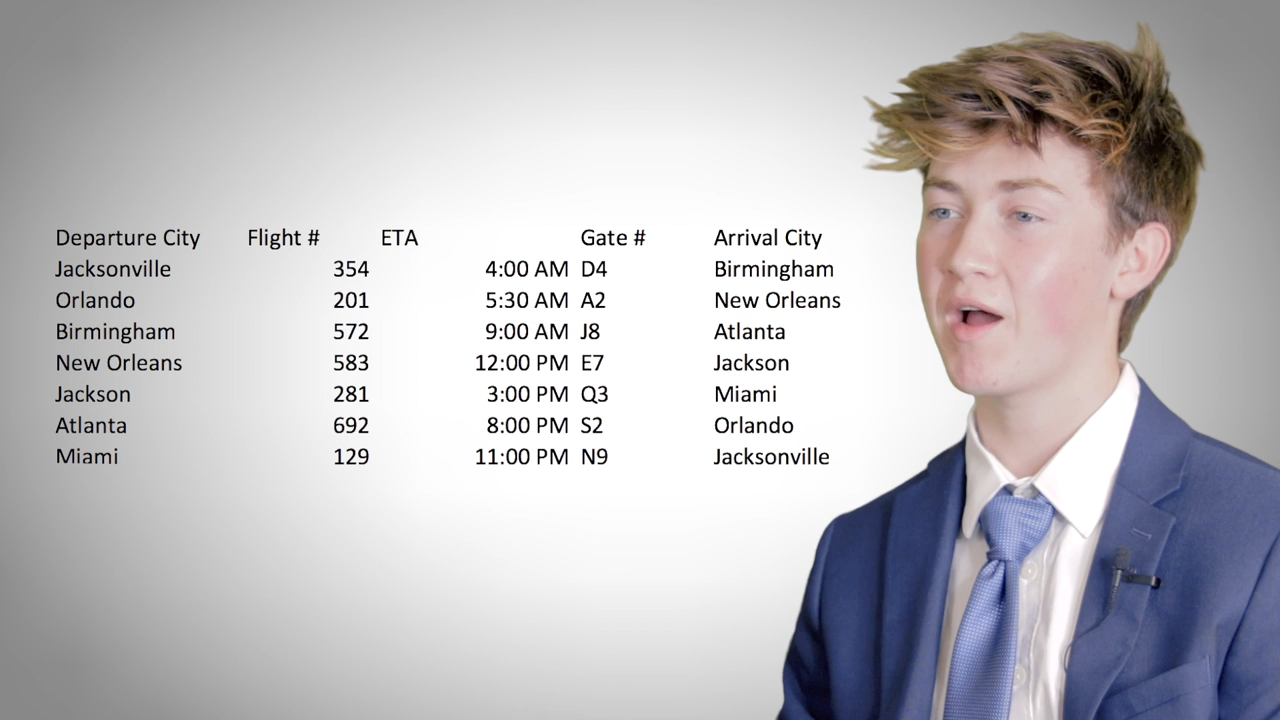 Departure City Flight # ETA Gate # Arrival City
Jacksonville 354 4:00 AM D4 Birmingham
Orlando 201 5:30 AM A2 New Orleans
Birmingham 572 9:00 AM J8 Atlanta
New Orleans 583 12:00 PM E7 Jackson
Jackson 281 3:00 PM Q3 Miami
Atlanta 692 8:00 PM S2 Orlando
Miami 129 11:00 PM N9 Jacksonville